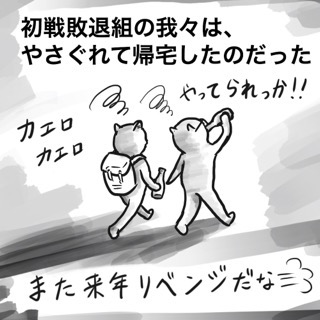 初戦敗退組の我々は、
やさぐれて帰宅したのだった
やってられっか!!
カエロ
カエロ
また来年リベンジだな